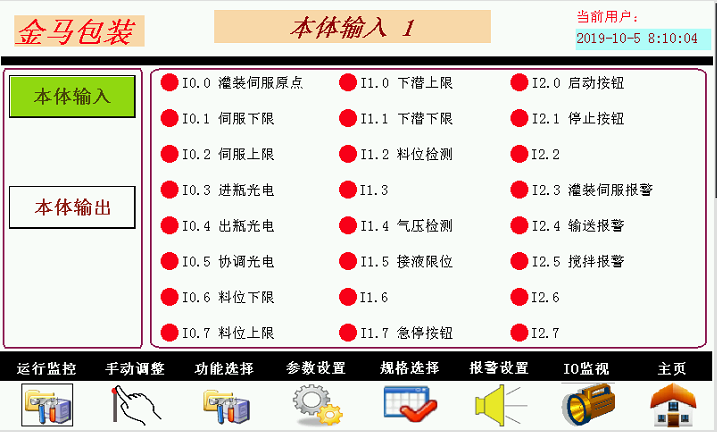 金马包装
本体输入 1
当前用户：
2019-10-5 8:10:04
本体输入
本体输出
I0.0 灌装伺服原点
I1.0 下潜上限
I2.0 启动按钮
I0.1 伺服下限
I1.1 下潜下限
I2.1 停止按钮
I0.2 伺服上限
I1.2 料位检测
I2.2
I0.3 进瓶光电
I1.3
I2.3 灌装伺服报警
I0.4 出瓶光电
I1.4 气压检测
I2.4 输送报警
I0.5 协调光电
I1.5 接液限位
I2.5 搅拌报警
I0.6 料位下限
I1.6
I2.6
I0.7 料位上限
I1.7 急停按钮
I2.7
运行监控
手动调整
功能选择
参数设置
规格选择
报警设置
IO监视
主页